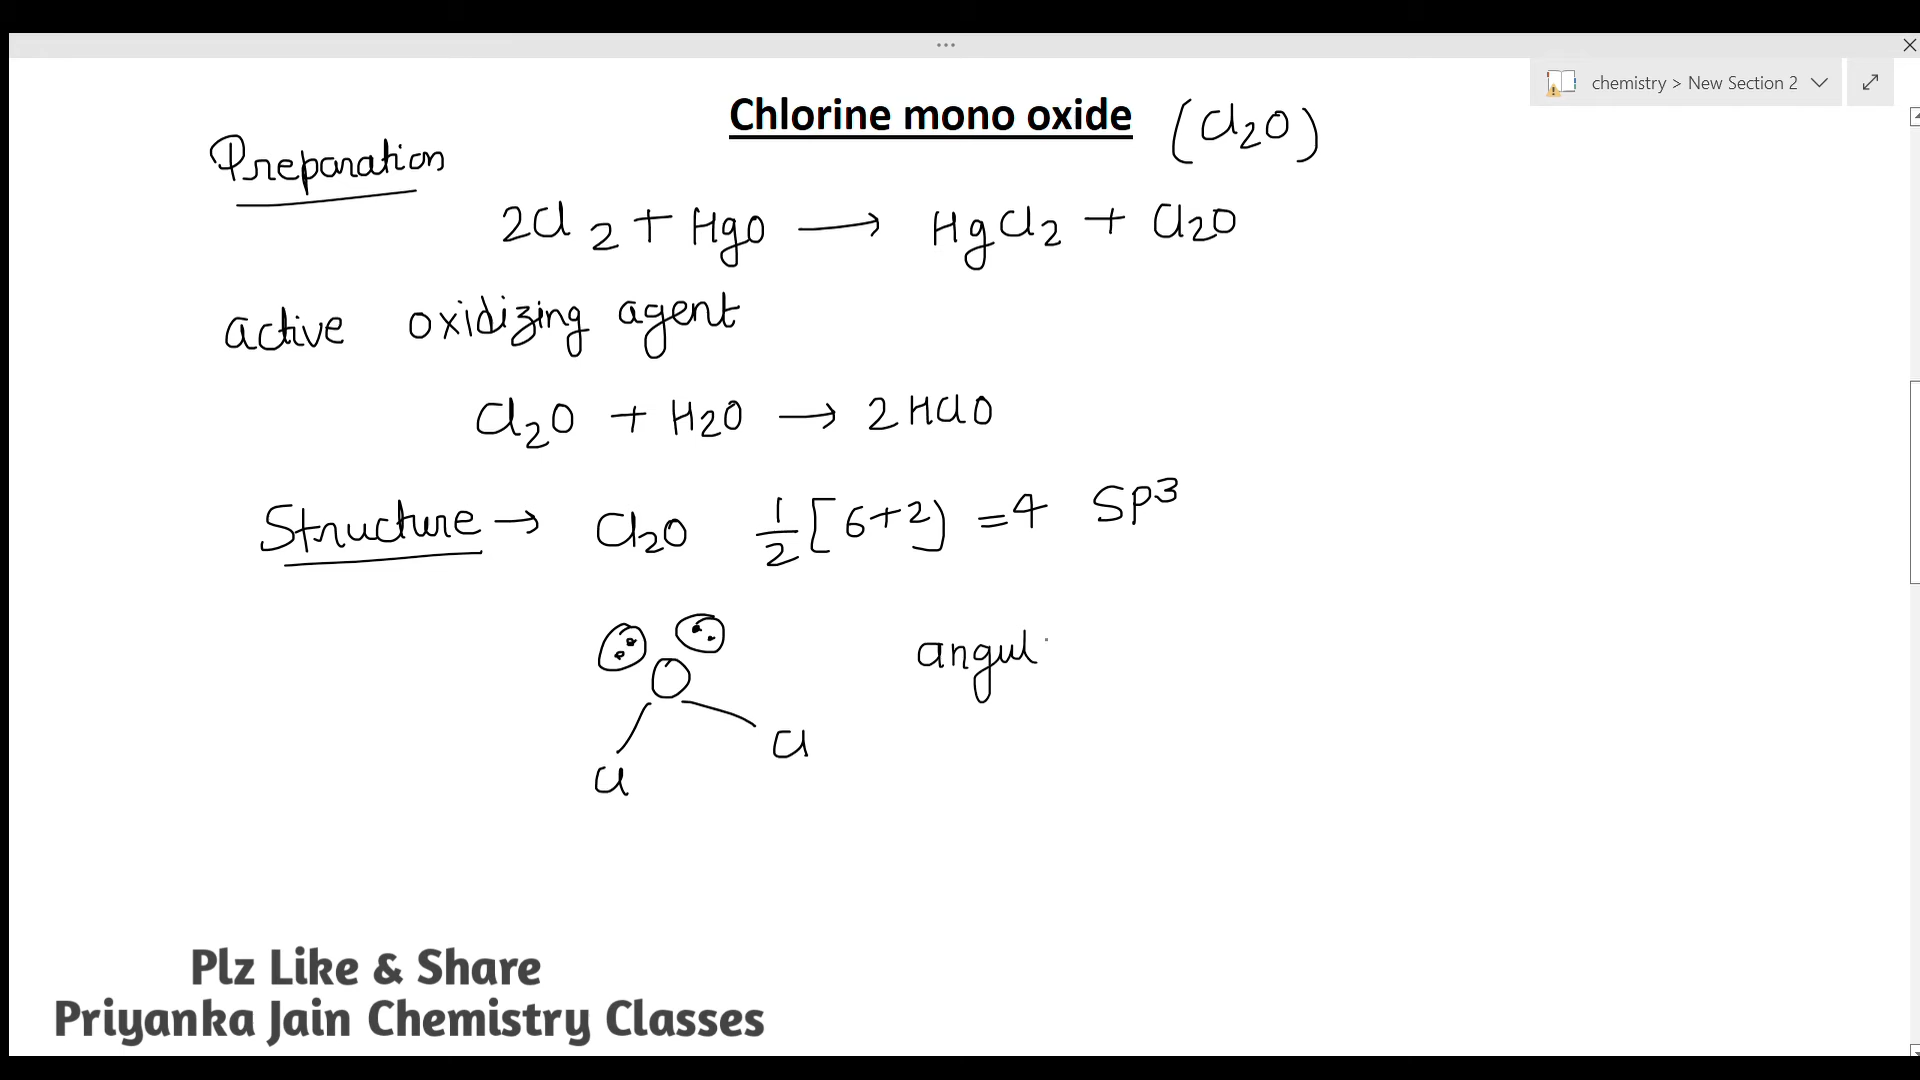 chemistry > New Section 2
Chlorine mono oxide (Cl2O)
Preparation
2Cl2 + HgO → HgCl2 + Cl2O
active oxidizing agent
Cl2O + H2O → 2HClO
Structure → Cl2O 1/2 [6+2] = 4 SP3
O
angul
Cl
Cl
Plz Like & Share
Priyanka Jain Chemistry Classes